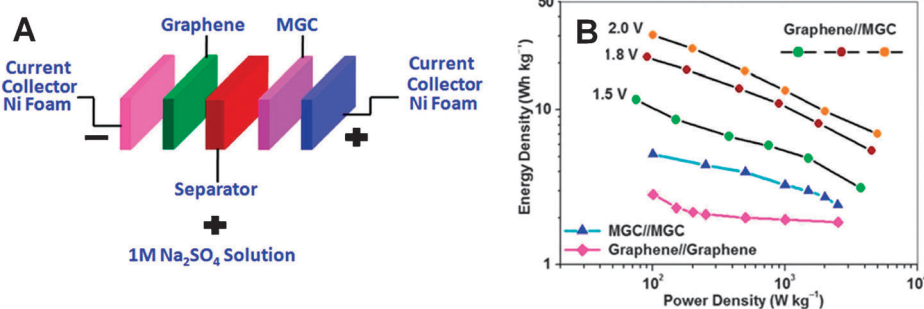 A
Graphene
MGC
Current
Collector
Ni Foam
Current
Collector
Ni Foam
Separator
1M Na₂SO₄ Solution
B
Energy Density (Wh kg⁻¹)
50
10
1
2.0 V
1.8 V
1.5 V
Graphene//MGC
MGC//MGC
Graphene//Graphene
10²
10³
Power Density (W kg⁻¹)